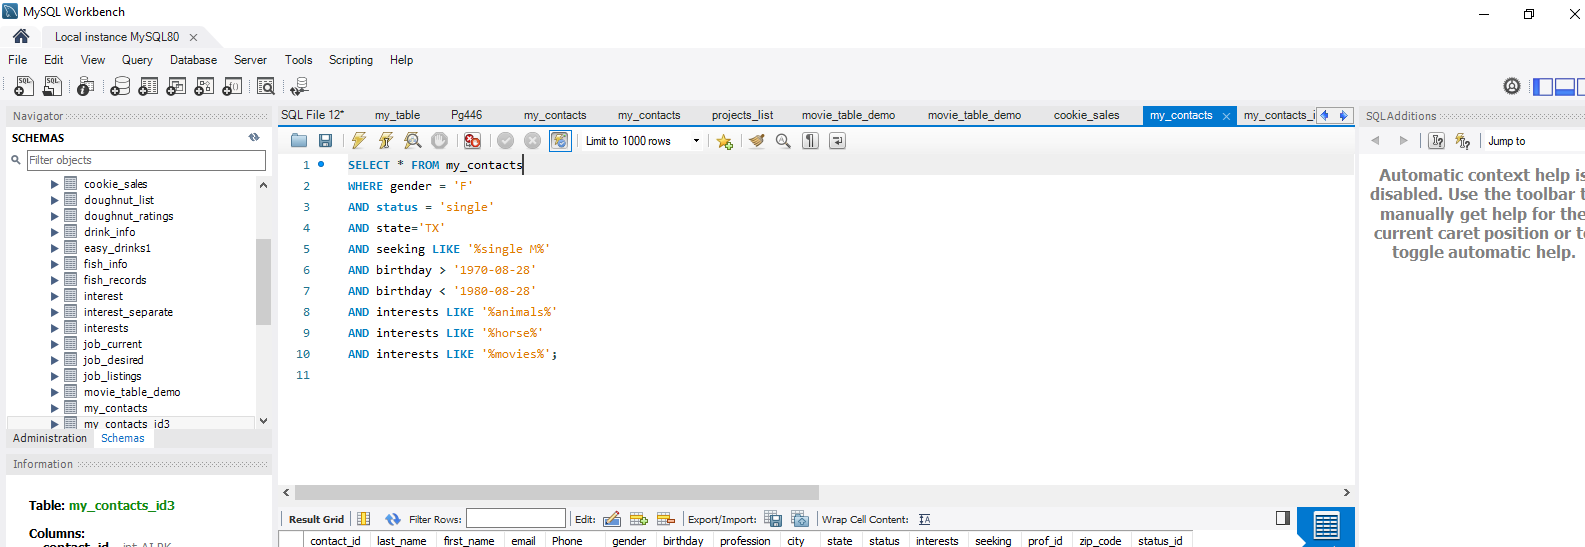 MySQL Workbench
Local instance MySQL80
File Edit View Query Database Server Tools Scripting Help
Navigator
SCHEMAS
Filter objects
cookie_sales
doughnut_list
doughnut_ratings
drink_info
easy_drinks1
fish_info
fish_records
interest
interest_separate
interests
job_current
job_desired
job_listings
movie_table_demo
my_contacts
my_contacts_id3
Administration Schemas
Information
Table: my_contacts_id3
Columns:
contact_id int AI PK
SQL File 12* my_table Pg446 my_contacts my_contacts projects_list movie_table_demo movie_table_demo cookie_sales my_contacts my_contacts_i
Limit to 1000 rows
1 SELECT * FROM my_contacts
2 WHERE gender = 'F'
3 AND status = 'single'
4 AND state='TX'
5 AND seeking LIKE '%single M%'
6 AND birthday > '1970-08-28'
7 AND birthday < '1980-08-28'
8 AND interests LIKE '%animals%'
9 AND interests LIKE '%horse%'
10 AND interests LIKE '%movies%';
11
Result Grid Filter Rows: Edit: Export/Import: Wrap Cell Content:
contact_id last_name first_name email Phone gender birthday profession city state status interests seeking prof_id zip_code status_id
SQLAdditions
Jump to
Automatic context help is
disabled. Use the toolbar t
manually get help for the
current caret position or to
toggle automatic help.